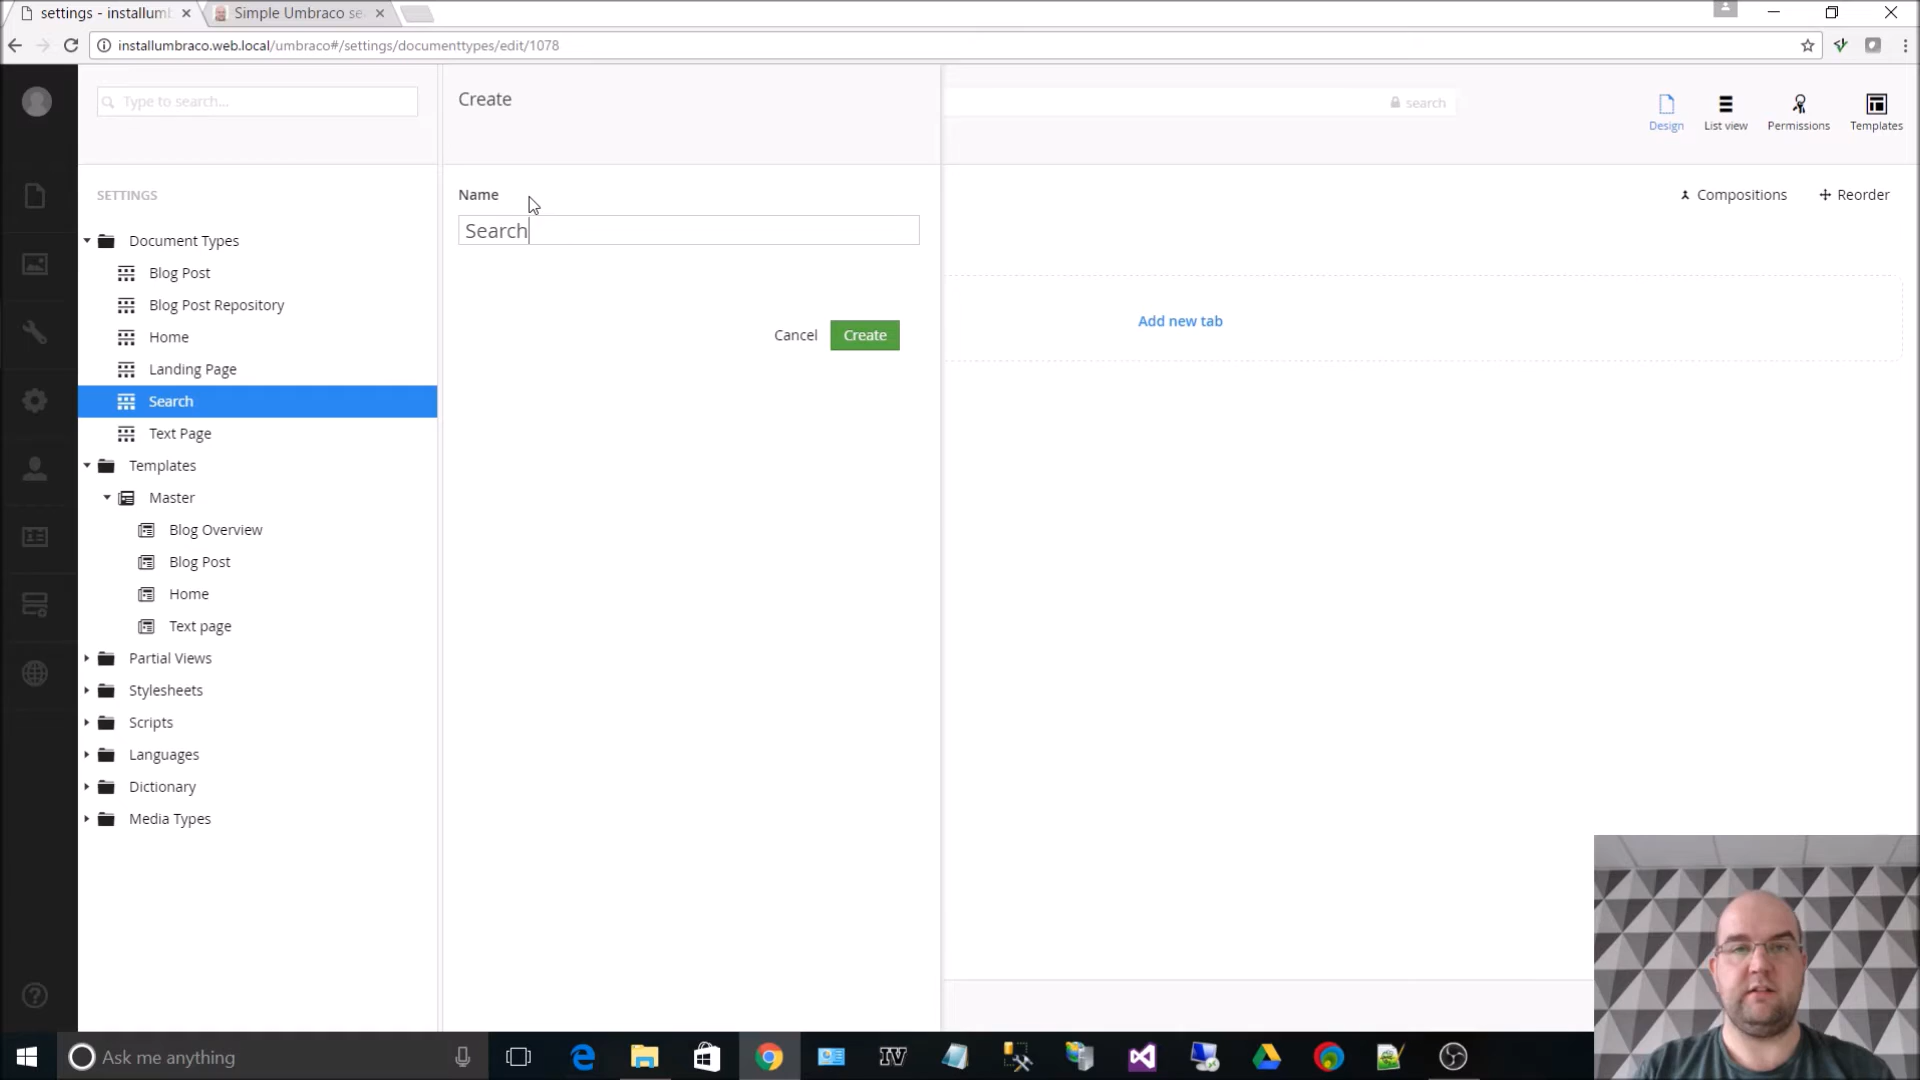 settings - installumb
Simple Umbraco se
installumbraco.web.local/umbraco#/settings/documenttypes/edit/1078
Type to search...
Create
search
Design
List view
Permissions
Templates
SETTINGS
Name
Compositions
Reorder
Search
Document Types
Blog Post
Blog Post Repository
Home
Landing Page
Search
Text Page
Cancel
Create
Add new tab
Templates
Master
Blog Overview
Blog Post
Home
Text page
Partial Views
Stylesheets
Scripts
Languages
Dictionary
Media Types
Ask me anything